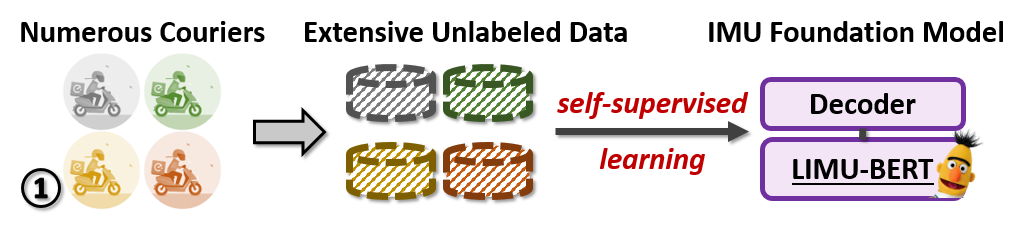 Numerous Couriers
Extensive Unlabeled Data
IMU Foundation Model
self-supervised
learning
Decoder
LIMU-BERT
①